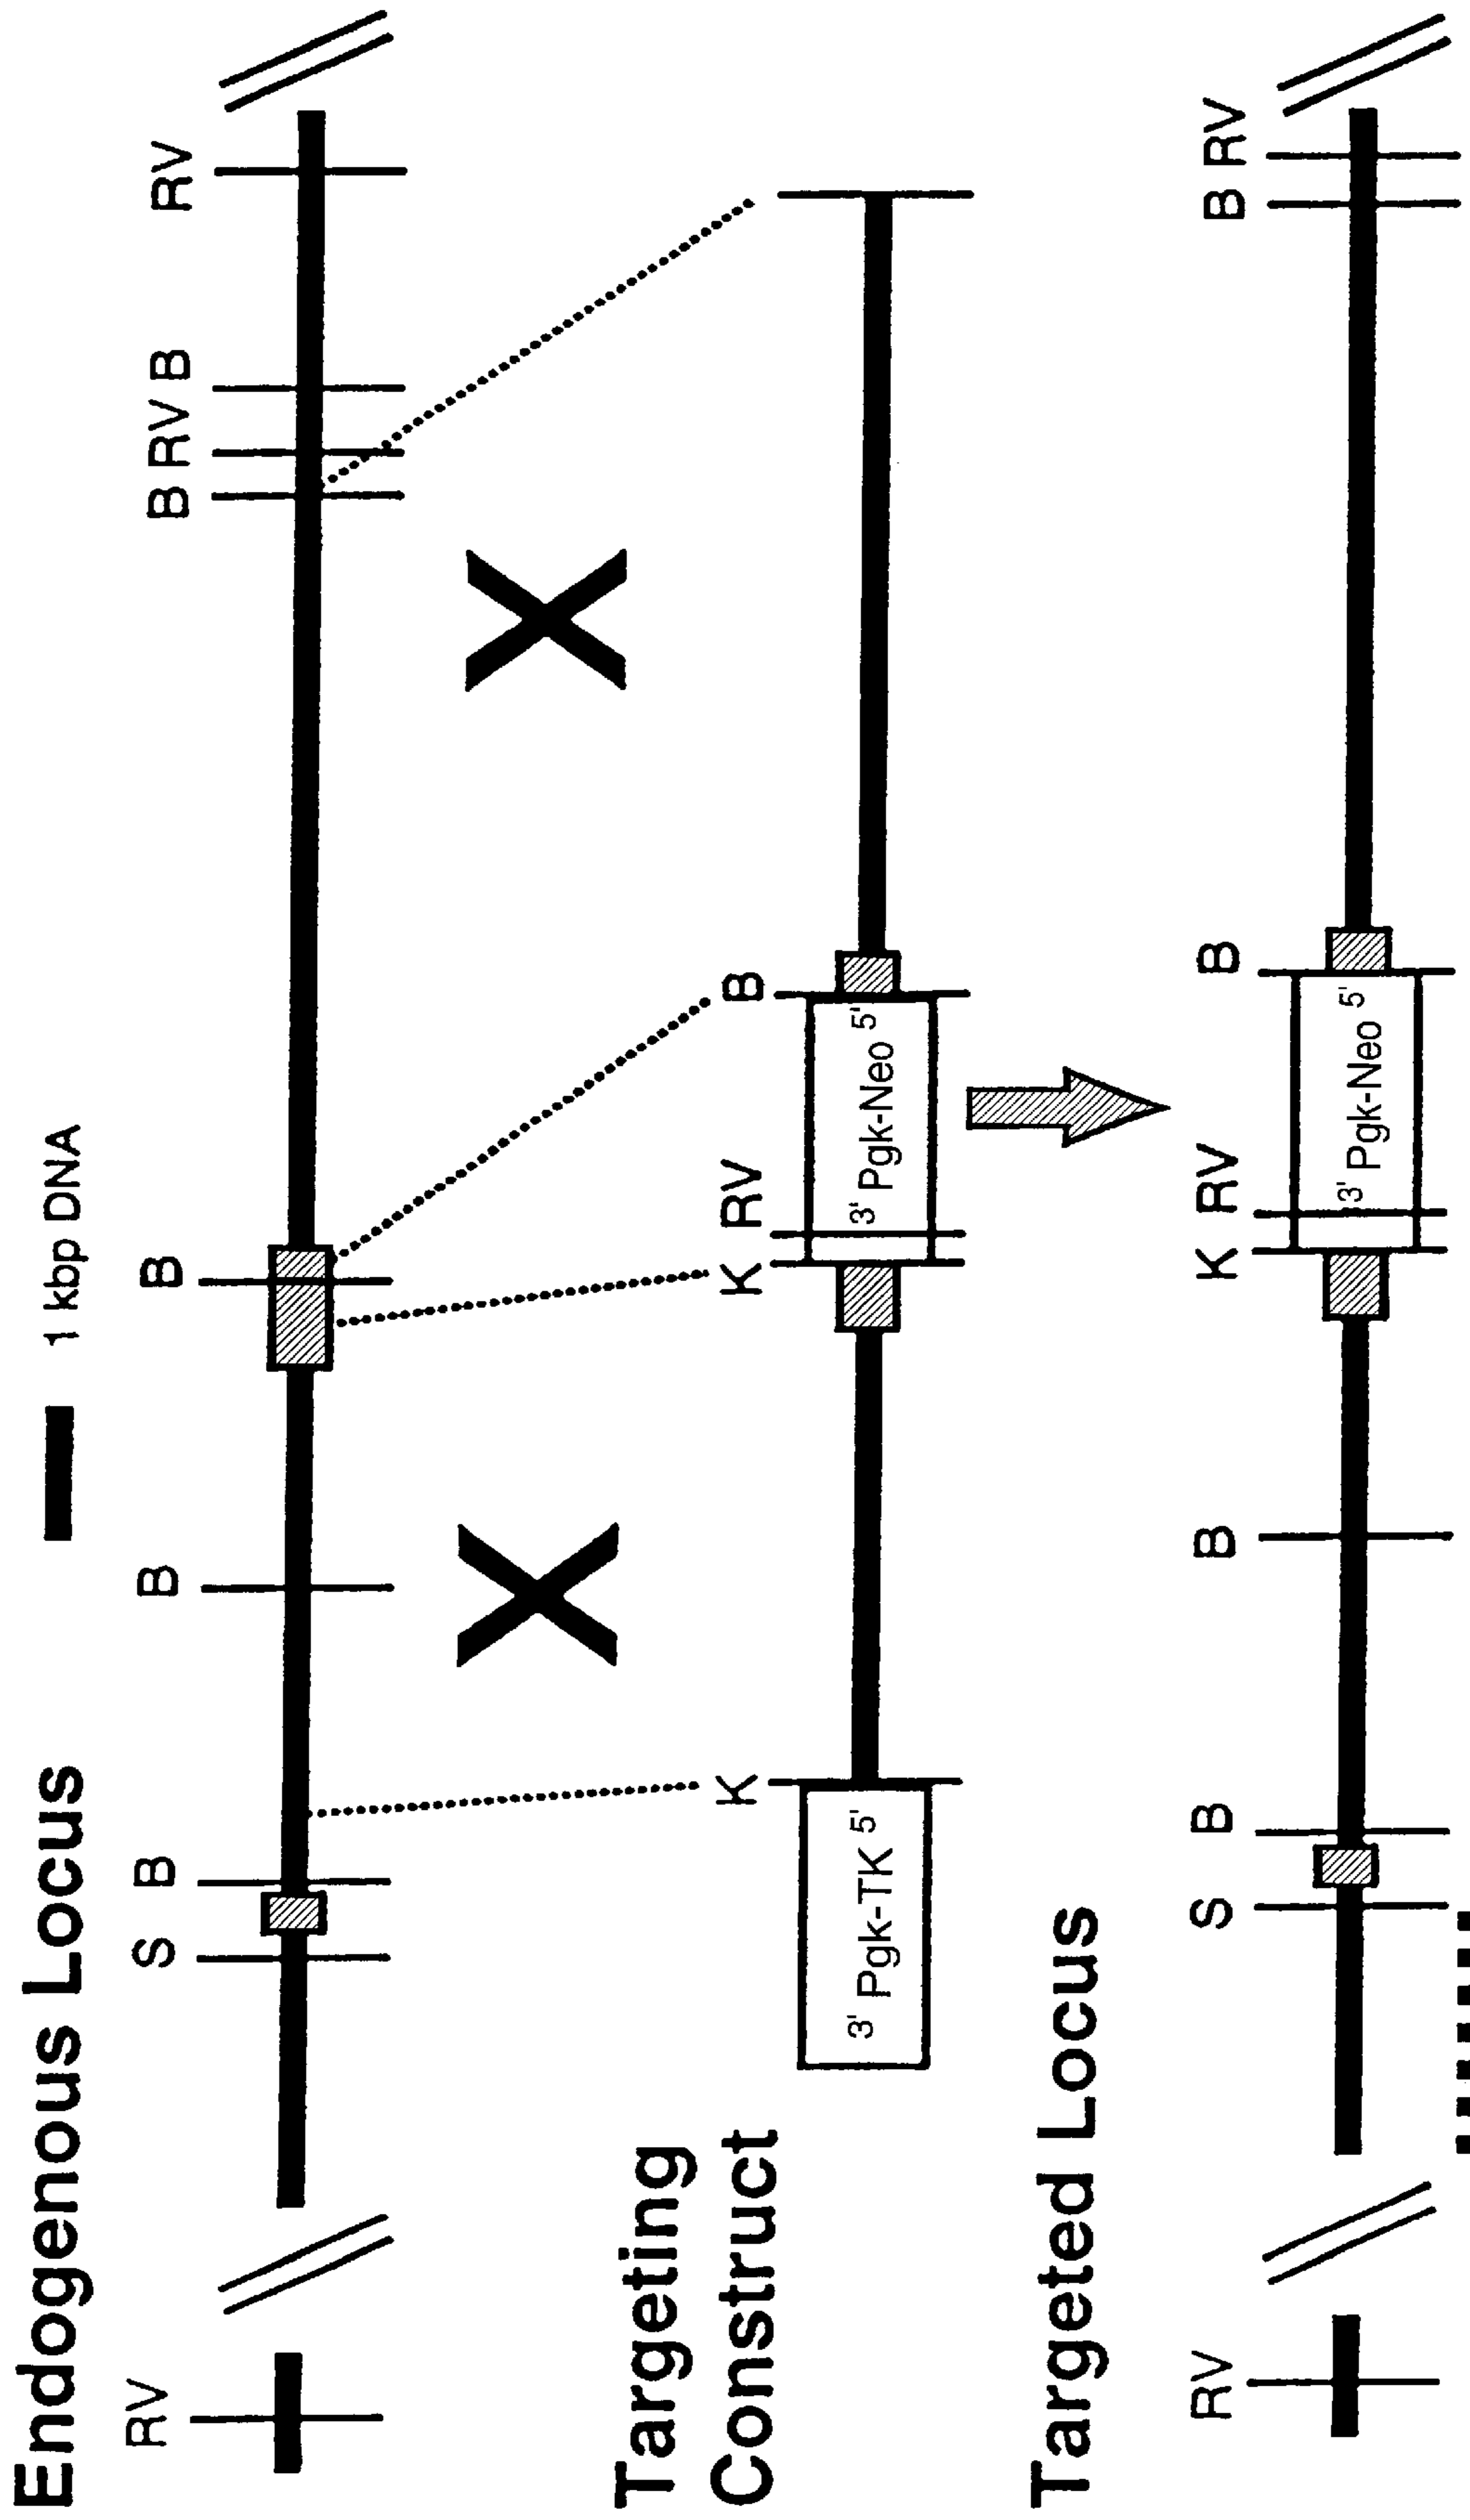 Endogenous Locus
1 kbp DNA
RV S B B B B RV B RV
Targeting
Construct
K K RV B
3' Pgk-TK 5' 3' Pgk-Neo 5'
Targeted Locus
RV S B B K RV B B RV
3' Pgk-Neo 5'